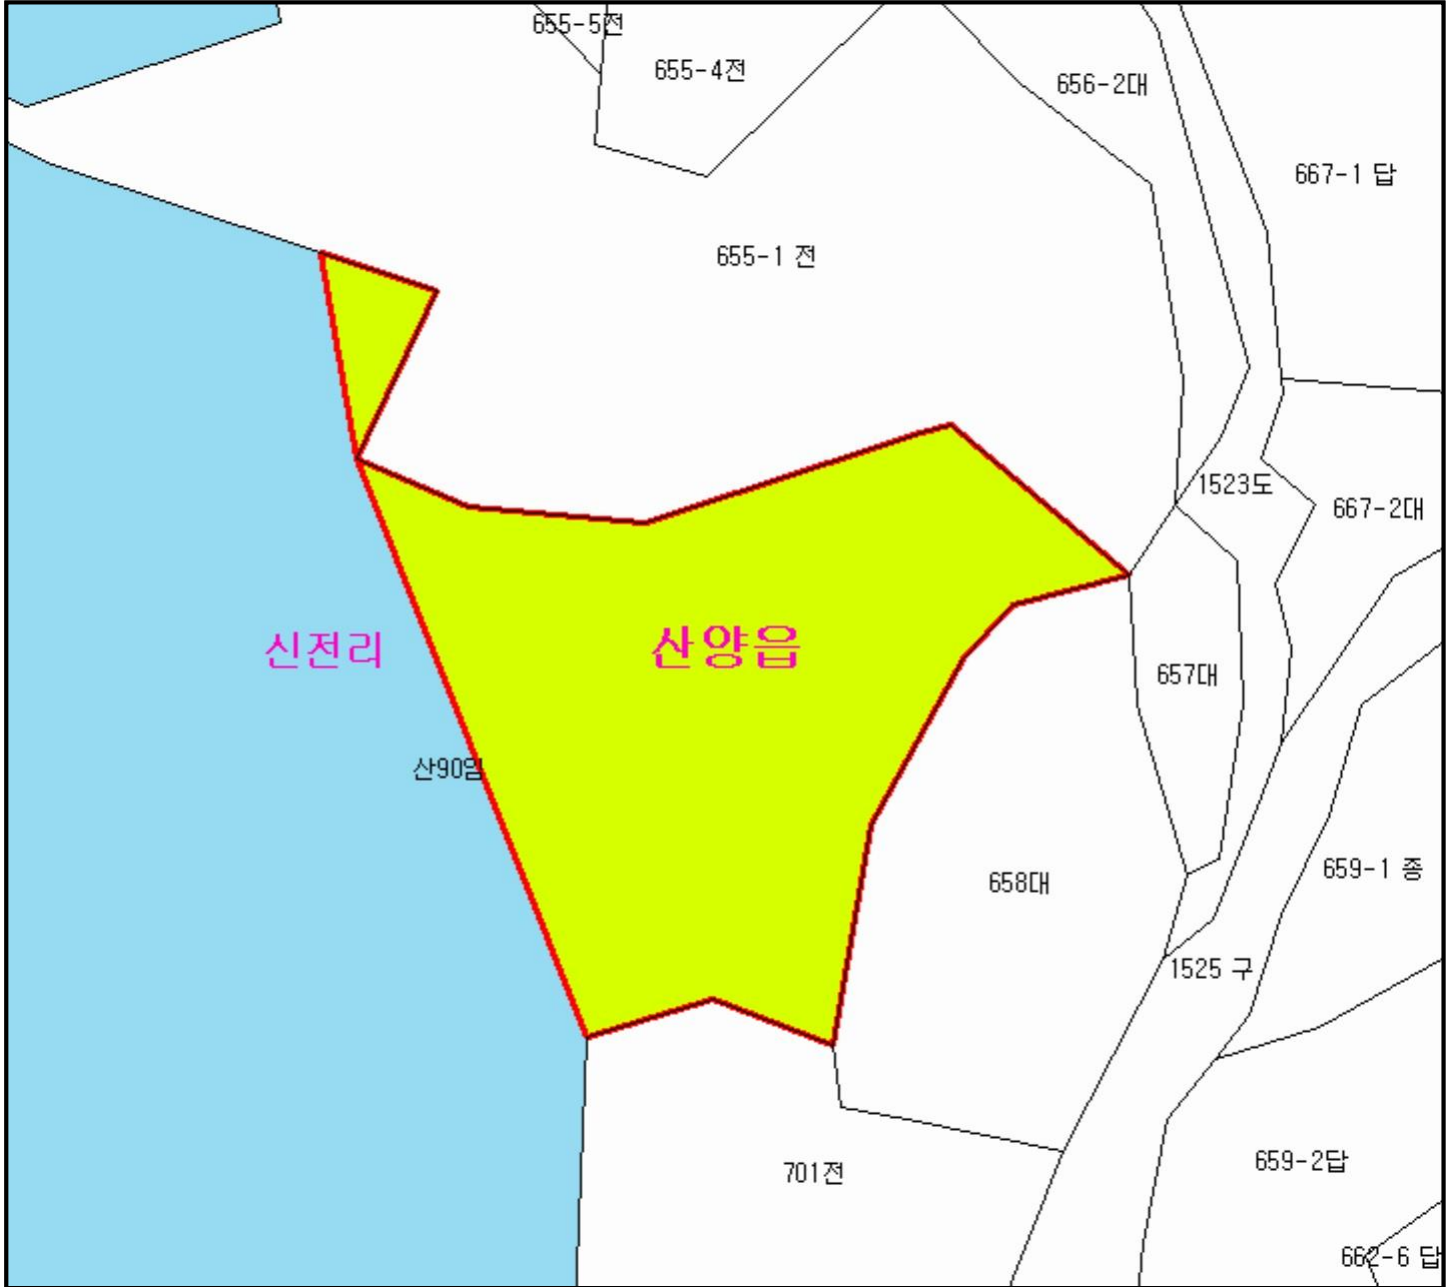 655-5전
655-4전
656-2대
667-1 답
655-1 전
1523도
667-2대
신전리
산양읍
657대
산90임
658대
659-1 종
1525 구
701전
659-2답
662-6 답